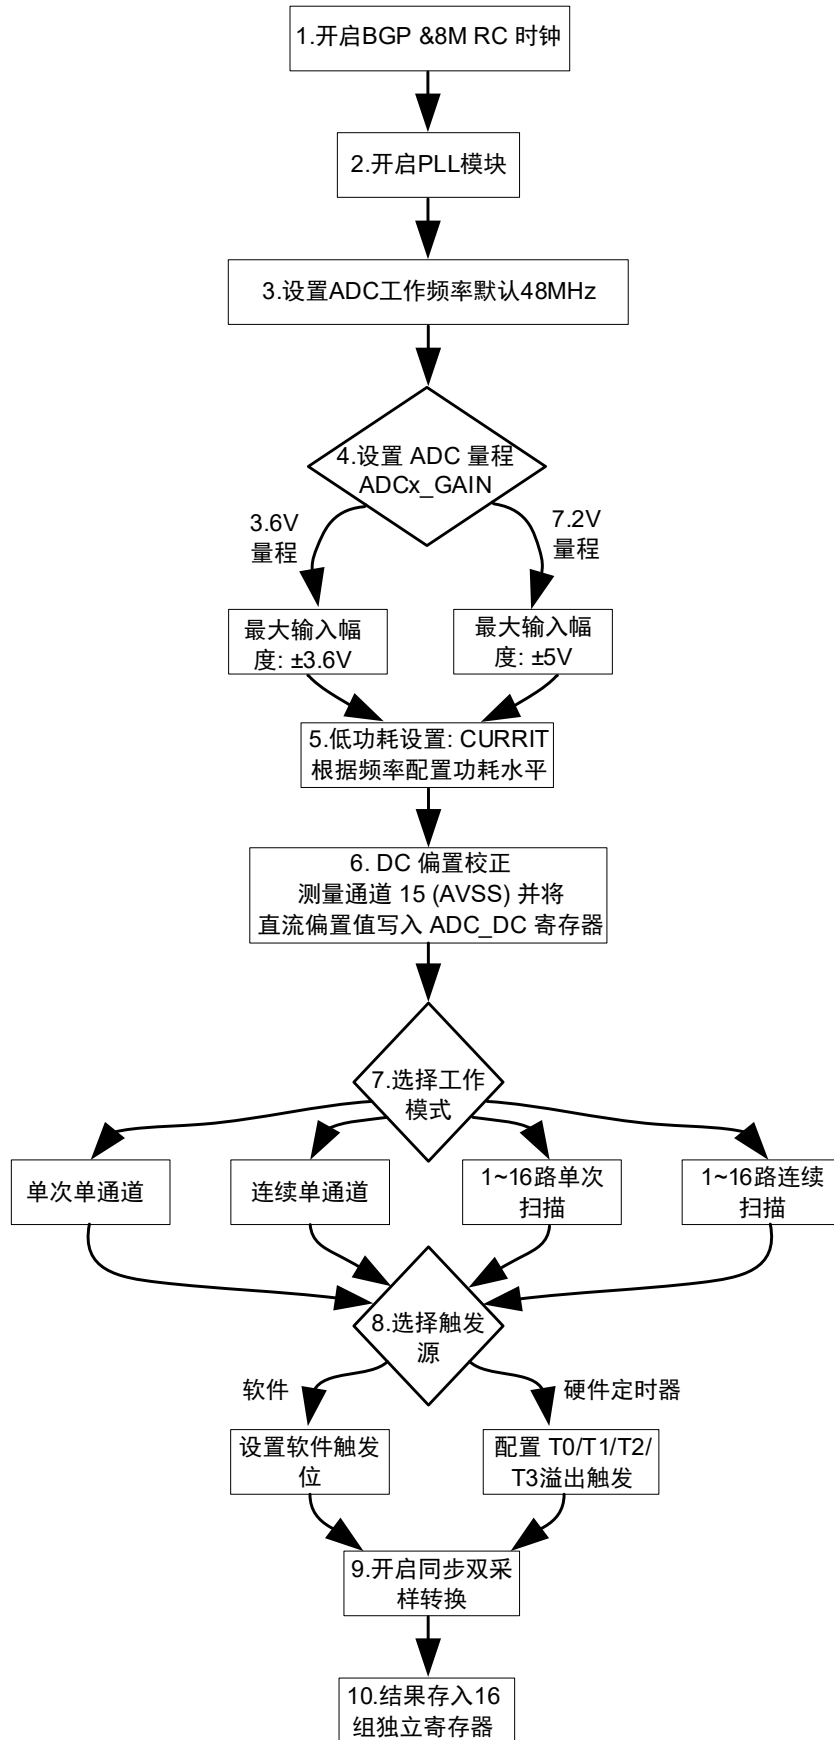 1.开启BGP &8M RC 时钟
2.开启PLL模块
3.设置ADC工作频率默认48MHz
4.设置 ADC 量程
ADCx_GAIN
3.6V
量程
7.2V
量程
最大输入幅
度: ±3.6V
最大输入幅
度: ±5V
5.低功耗设置: CURRIT
根据频率配置功耗水平
6. DC 偏置校正
测量通道 15 (AVSS) 并将
直流偏置值写入 ADC_DC 寄存器
7.选择工作
模式
单次单通道
连续单通道
1~16路单次
扫描
1~16路连续
扫描
8.选择触发
源
软件
硬件定时器
设置软件触发
位
配置 T0/T1/T2/
T3溢出触发
9.开启同步双采
样转换
10.结果存入16
组独立寄存器